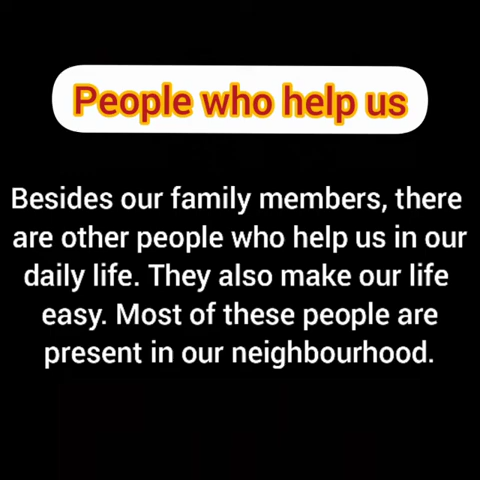 People who help us
Besides our family members, there
are other people who help us in our
daily life. They also make our life
easy. Most of these people are
present in our neighbourhood.